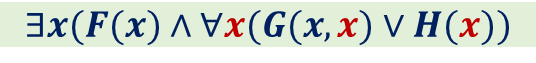 ∃x(F(x) ∧ ∀x(G(x, x) ∨ H(x))